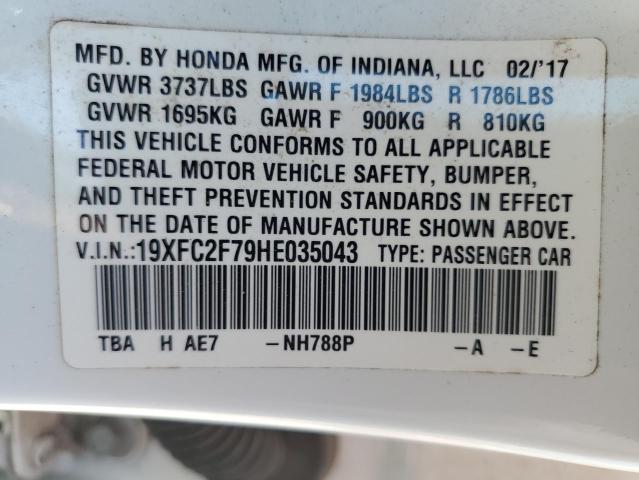 MFD. BY HONDA MFG. OF INDIANA, LLC 02/'17
GVWR 3737LBS GAWR F 1984LBS R 1786LBS
GVWR 1695KG GAWR F 900KG R 810KG
THIS VEHICLE CONFORMS TO ALL APPLICABLE
FEDERAL MOTOR VEHICLE SAFETY, BUMPER,
AND THEFT PREVENTION STANDARDS IN EFFECT
ON THE DATE OF MANUFACTURE SHOWN ABOVE.
V.I.N.:19XFC2F79HE035043 TYPE: PASSENGER CAR
TBA H AE7 -NH788P -A -E